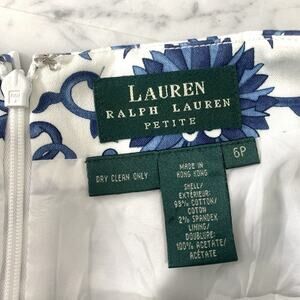 LAUREN
RALPH LAUREN
PETITE
DRY CLEAN ONLY
6P
MADE IN
HONG KONG
SHELL/
EXTERIEUR:
98% COTTON/
COTON
2% SPANDEX
LINING/
DOUBLURE:
100% ACETATE/
ACÉTATE